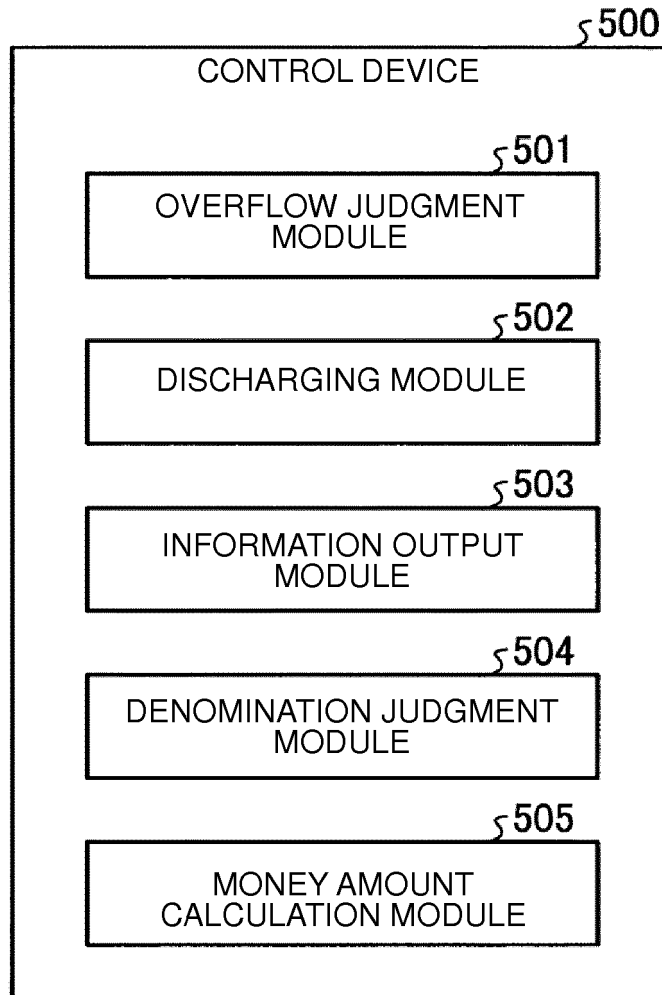 500
CONTROL DEVICE
501
OVERFLOW JUDGMENT
MODULE
502
DISCHARGING MODULE
503
INFORMATION OUTPUT
MODULE
504
DENOMINATION JUDGMENT
MODULE
505
MONEY AMOUNT
CALCULATION MODULE